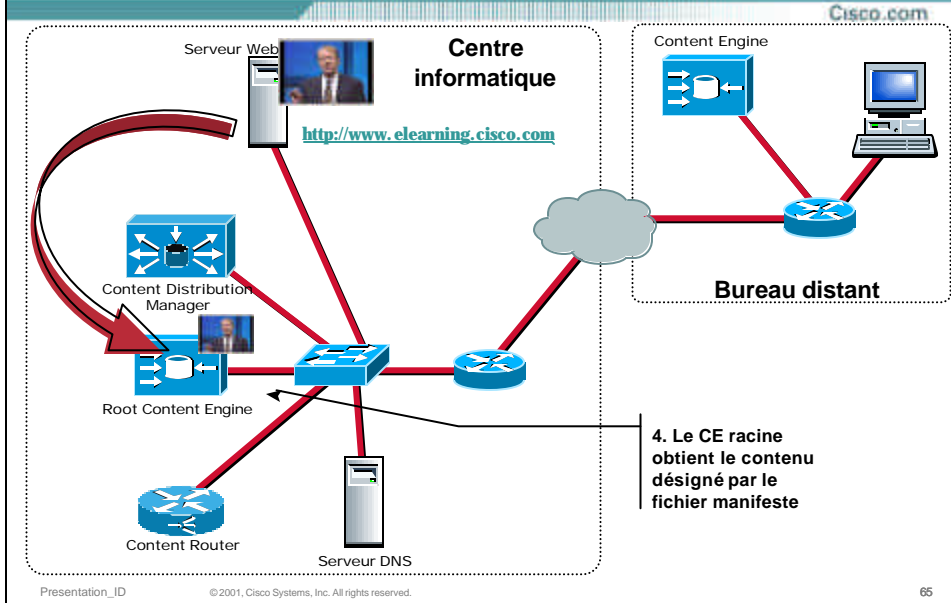 Cisco.com
Serveur Web
Centre
informatique
http://www. elearning.cisco.com
Content Engine
Content Distribution
Manager
Bureau distant
Root Content Engine
4. Le CE racine
obtient le contenu
désigné par le
fichier manifeste
Content Router
Serveur DNS
Presentation_ID
© 2001, Cisco Systems, Inc. All rights reserved.
65